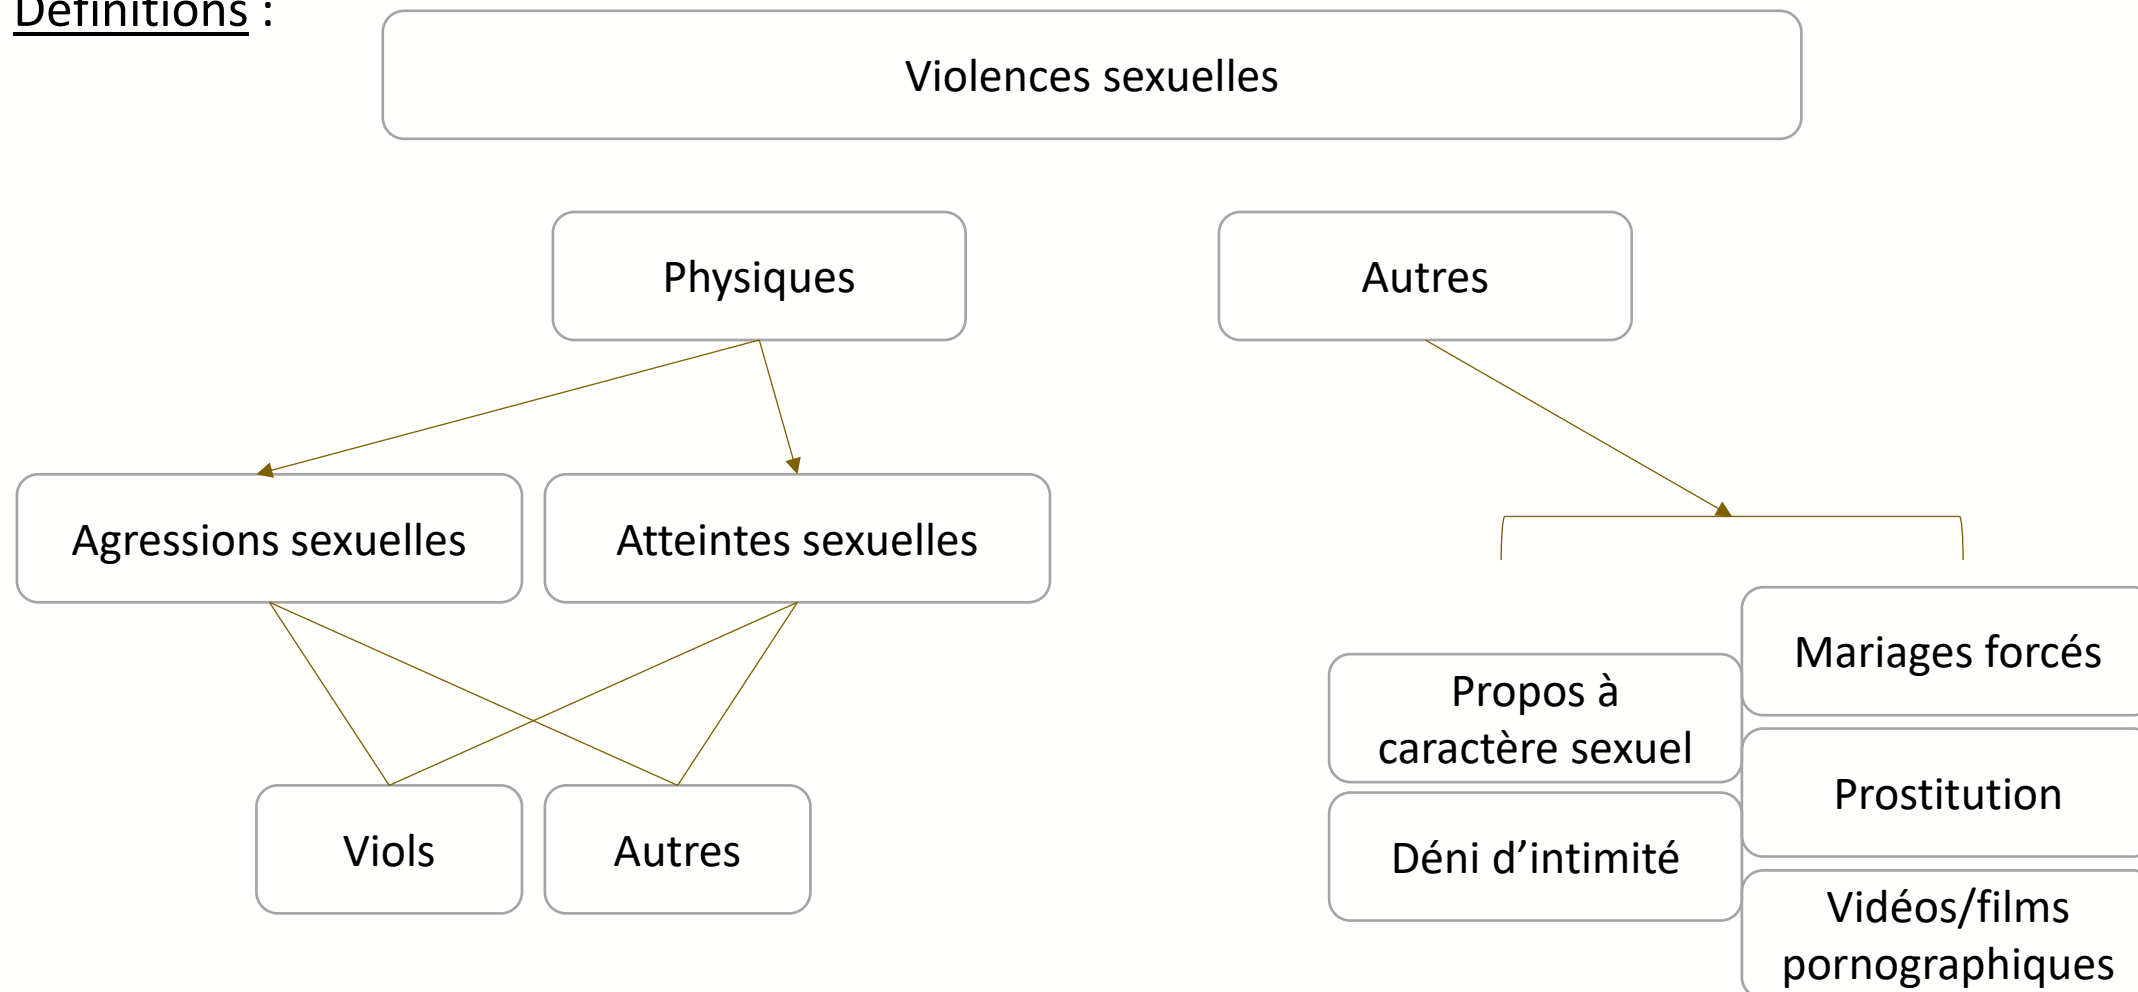 Définitions :
Violences sexuelles
Physiques
Autres
Agressions sexuelles
Atteintes sexuelles
Viols
Autres
Propos à
caractère sexuel
Déni d’intimité
Mariages forcés
Prostitution
Vidéos/films
pornographiques